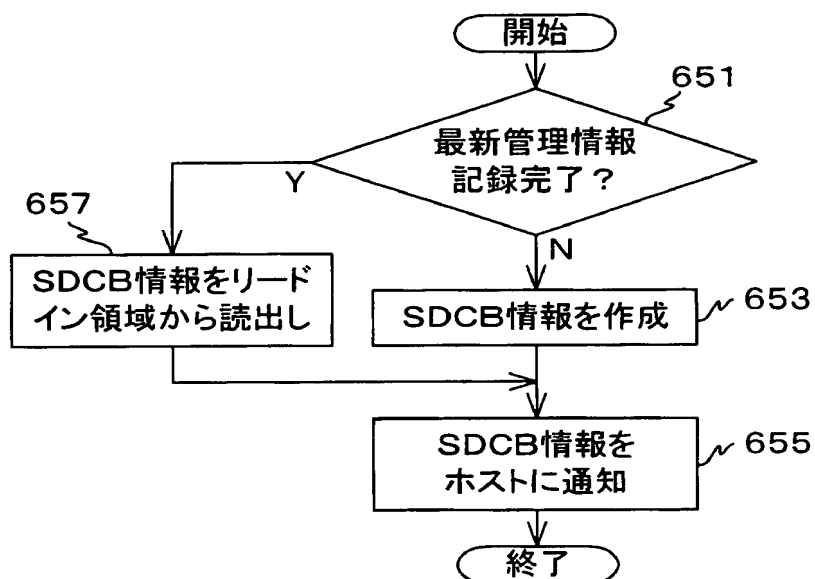 開始
651
最新管理情報
記録完了？
Y
N
657
SDCB情報をリード
イン領域から読出し
SDCB情報を作成
653
SDCB情報を
ホストに通知
655
終了